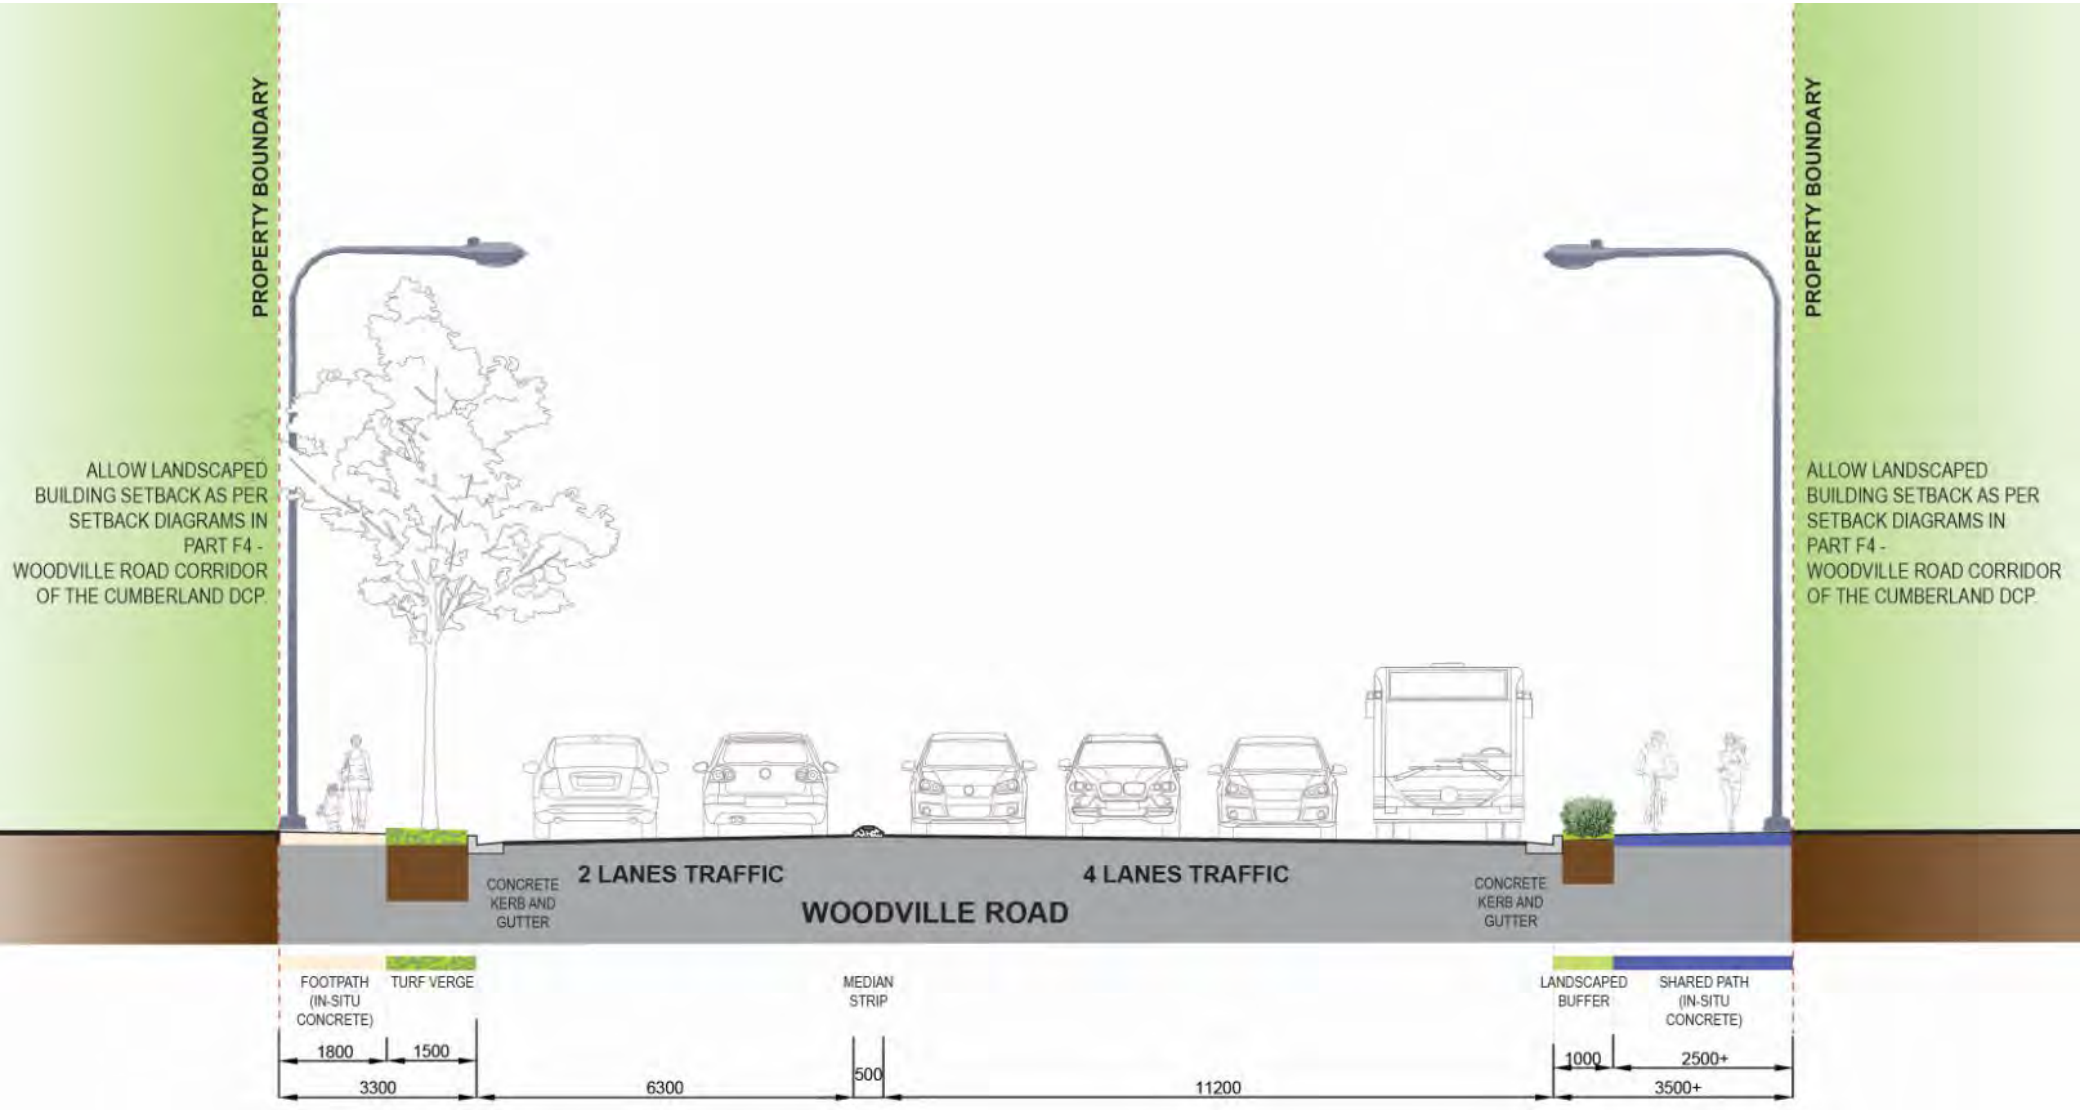 PROPERTY BOUNDARY
PROPERTY BOUNDARY
ALLOW LANDSCAPED
BUILDING SETBACK AS PER
SETBACK DIAGRAMS IN
PART F4 -
WOODVILLE ROAD CORRIDOR
OF THE CUMBERLAND DCP.
ALLOW LANDSCAPED
BUILDING SETBACK AS PER
SETBACK DIAGRAMS IN
PART F4 -
WOODVILLE ROAD CORRIDOR
OF THE CUMBERLAND DCP.
CONCRETE
KERB AND
GUTTER
2 LANES TRAFFIC
4 LANES TRAFFIC
WOODVILLE ROAD
CONCRETE
KERB AND
GUTTER
FOOTPATH
(IN-SITU
CONCRETE)
TURF VERGE
MEDIAN
STRIP
LANDSCAPED
BUFFER
SHARED PATH
(IN-SITU
CONCRETE)
1800
1500
1000
2500+
3300
6300
500
11200
3500+